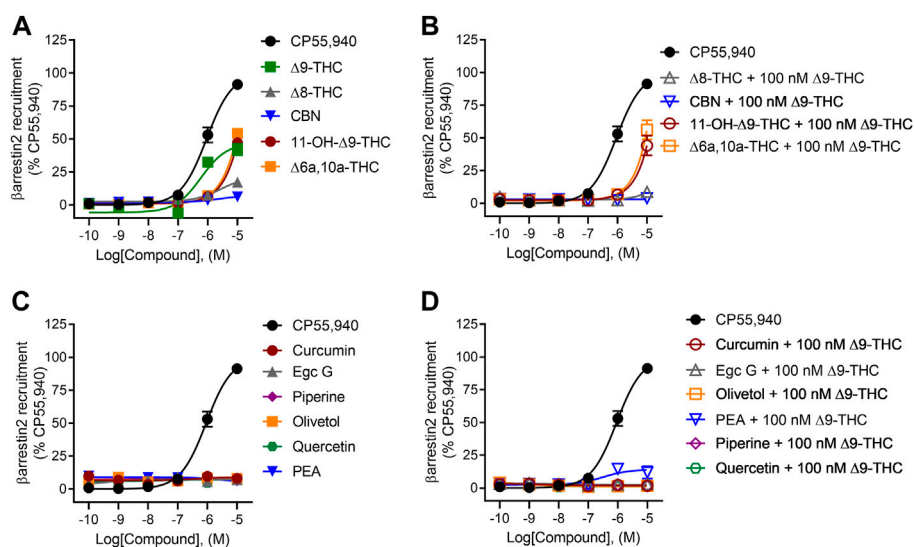 A
βarrestin2 recruitment
(% CP55,940)
125
100
75
50
25
0
-10 -9 -8 -7 -6 -5
Log[Compound], (M)
CP55,940
Δ9-THC
Δ8-THC
CBN
11-OH-Δ9-THC
Δ6a,10a-THC
B
βarrestin2 recruitment
(% CP55,940)
125
100
75
50
25
0
-10 -9 -8 -7 -6 -5
Log[Compound], (M)
CP55,940
Δ8-THC + 100 nM Δ9-THC
CBN + 100 nM Δ9-THC
11-OH-Δ9-THC + 100 nM Δ9-THC
Δ6a,10a-THC + 100 nM Δ9-THC
C
βarrestin2 recruitment
(% CP55,940)
125
100
75
50
25
0
-10 -9 -8 -7 -6 -5
Log[Compound], (M)
CP55,940
Curcumin
Egc G
Piperine
Olivetol
Quercetin
PEA
D
βarrestin2 recruitment
(% CP55,940)
125
100
75
50
25
0
-10 -9 -8 -7 -6 -5
Log[Compound], (M)
CP55,940
Curcumin + 100 nM Δ9-THC
Egc G + 100 nM Δ9-THC
Olivetol + 100 nM Δ9-THC
PEA + 100 nM Δ9-THC
Piperine + 100 nM Δ9-THC
Quercetin + 100 nM Δ9-THC